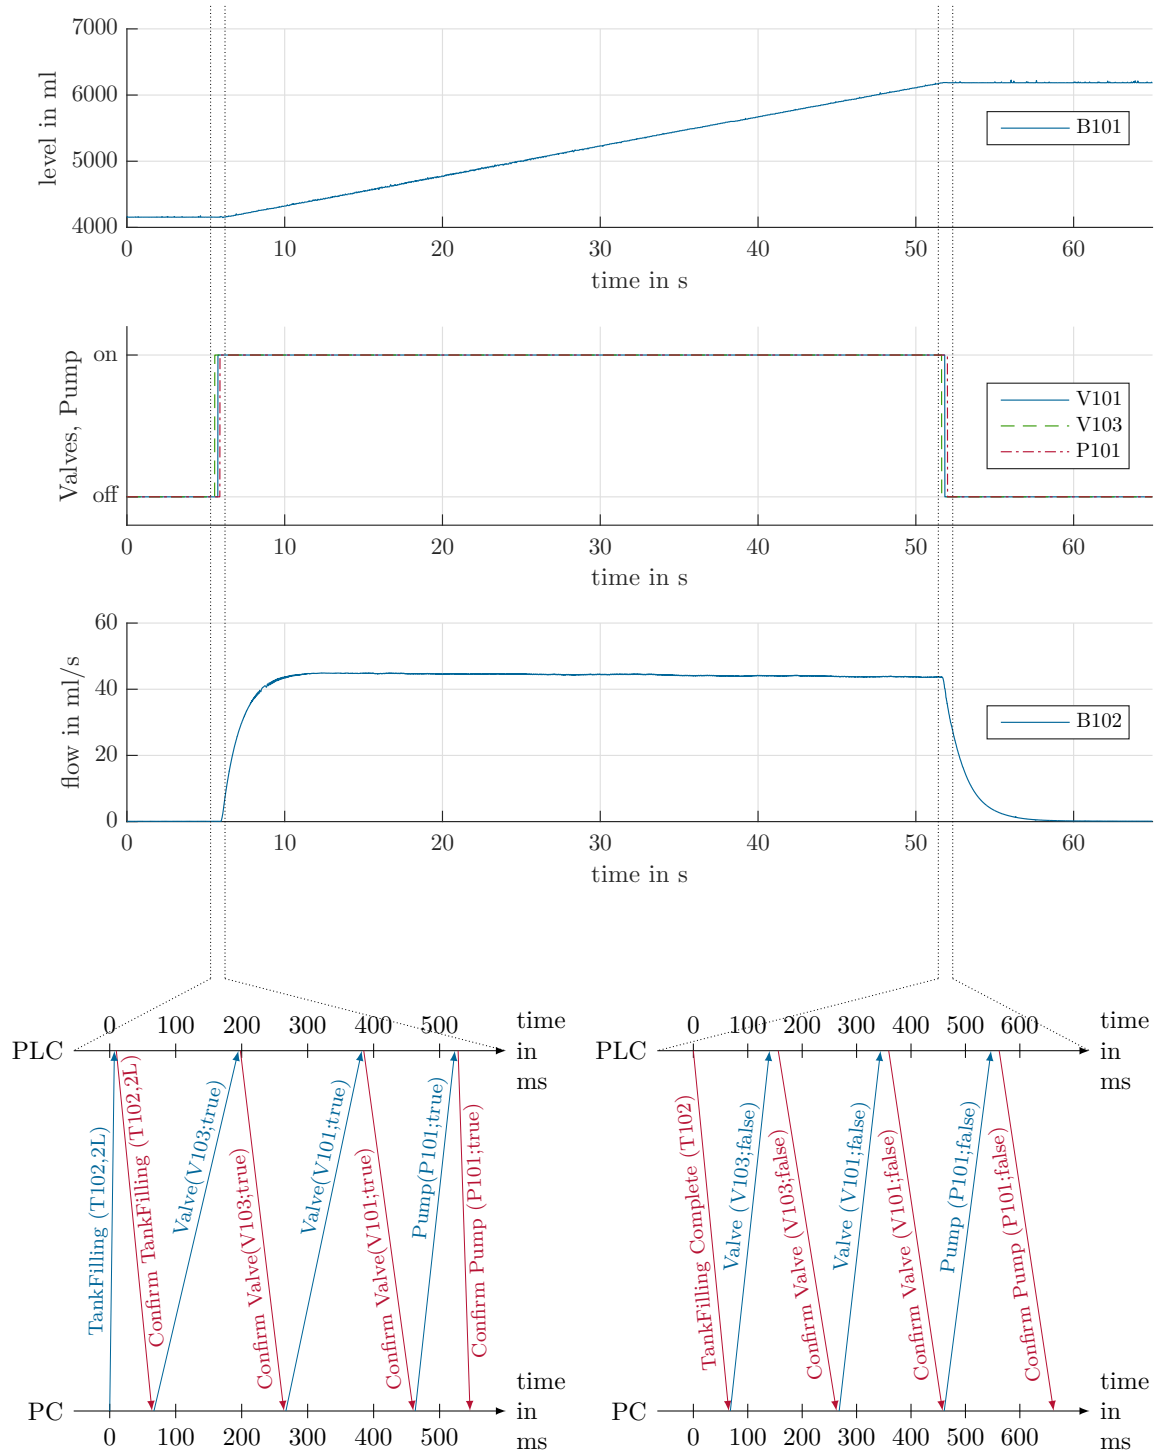 7000
6000
5000
4000
level in ml
B101
0 10 20 30 40 50 60
time in s
on
off
Valves, Pump
V101
V103
P101
0 10 20 30 40 50 60
time in s
60
40
20
0
flow in ml/s
B102
0 10 20 30 40 50 60
time in s
0 100 200 300 400 500
time
in
ms
PLC
TankFilling (T102,2L)
Confirm TankFilling (T102,2L)
Valve(V103;true)
Confirm Valve(V103;true)
Valve(V101;true)
Confirm Valve(V101;true)
Pump(P101;true)
Confirm Pump (P101;true)
PC
0 100 200 300 400 500
time
in
ms
0 100 200 300 400 500 600
time
in
ms
PLC
TankFilling Complete (T102)
Valve (V103;false)
Confirm Valve (V103;false)
Valve (V101;false)
Confirm Valve (V101;false)
Pump (P101;false)
Confirm Pump (P101;false)
PC
0 100 200 300 400 500 600
time
in
ms